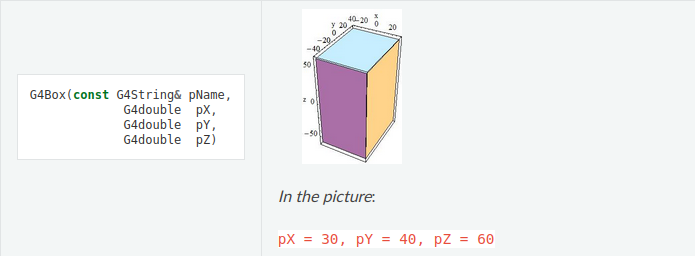 G4Box(const G4String& pName,
G4double pX,
G4double pY,
G4double pZ)
x
y 20 40 -20 0 20
0
-20
-40
50
z 0
-50
In the picture:
pX = 30, pY = 40, pZ = 60